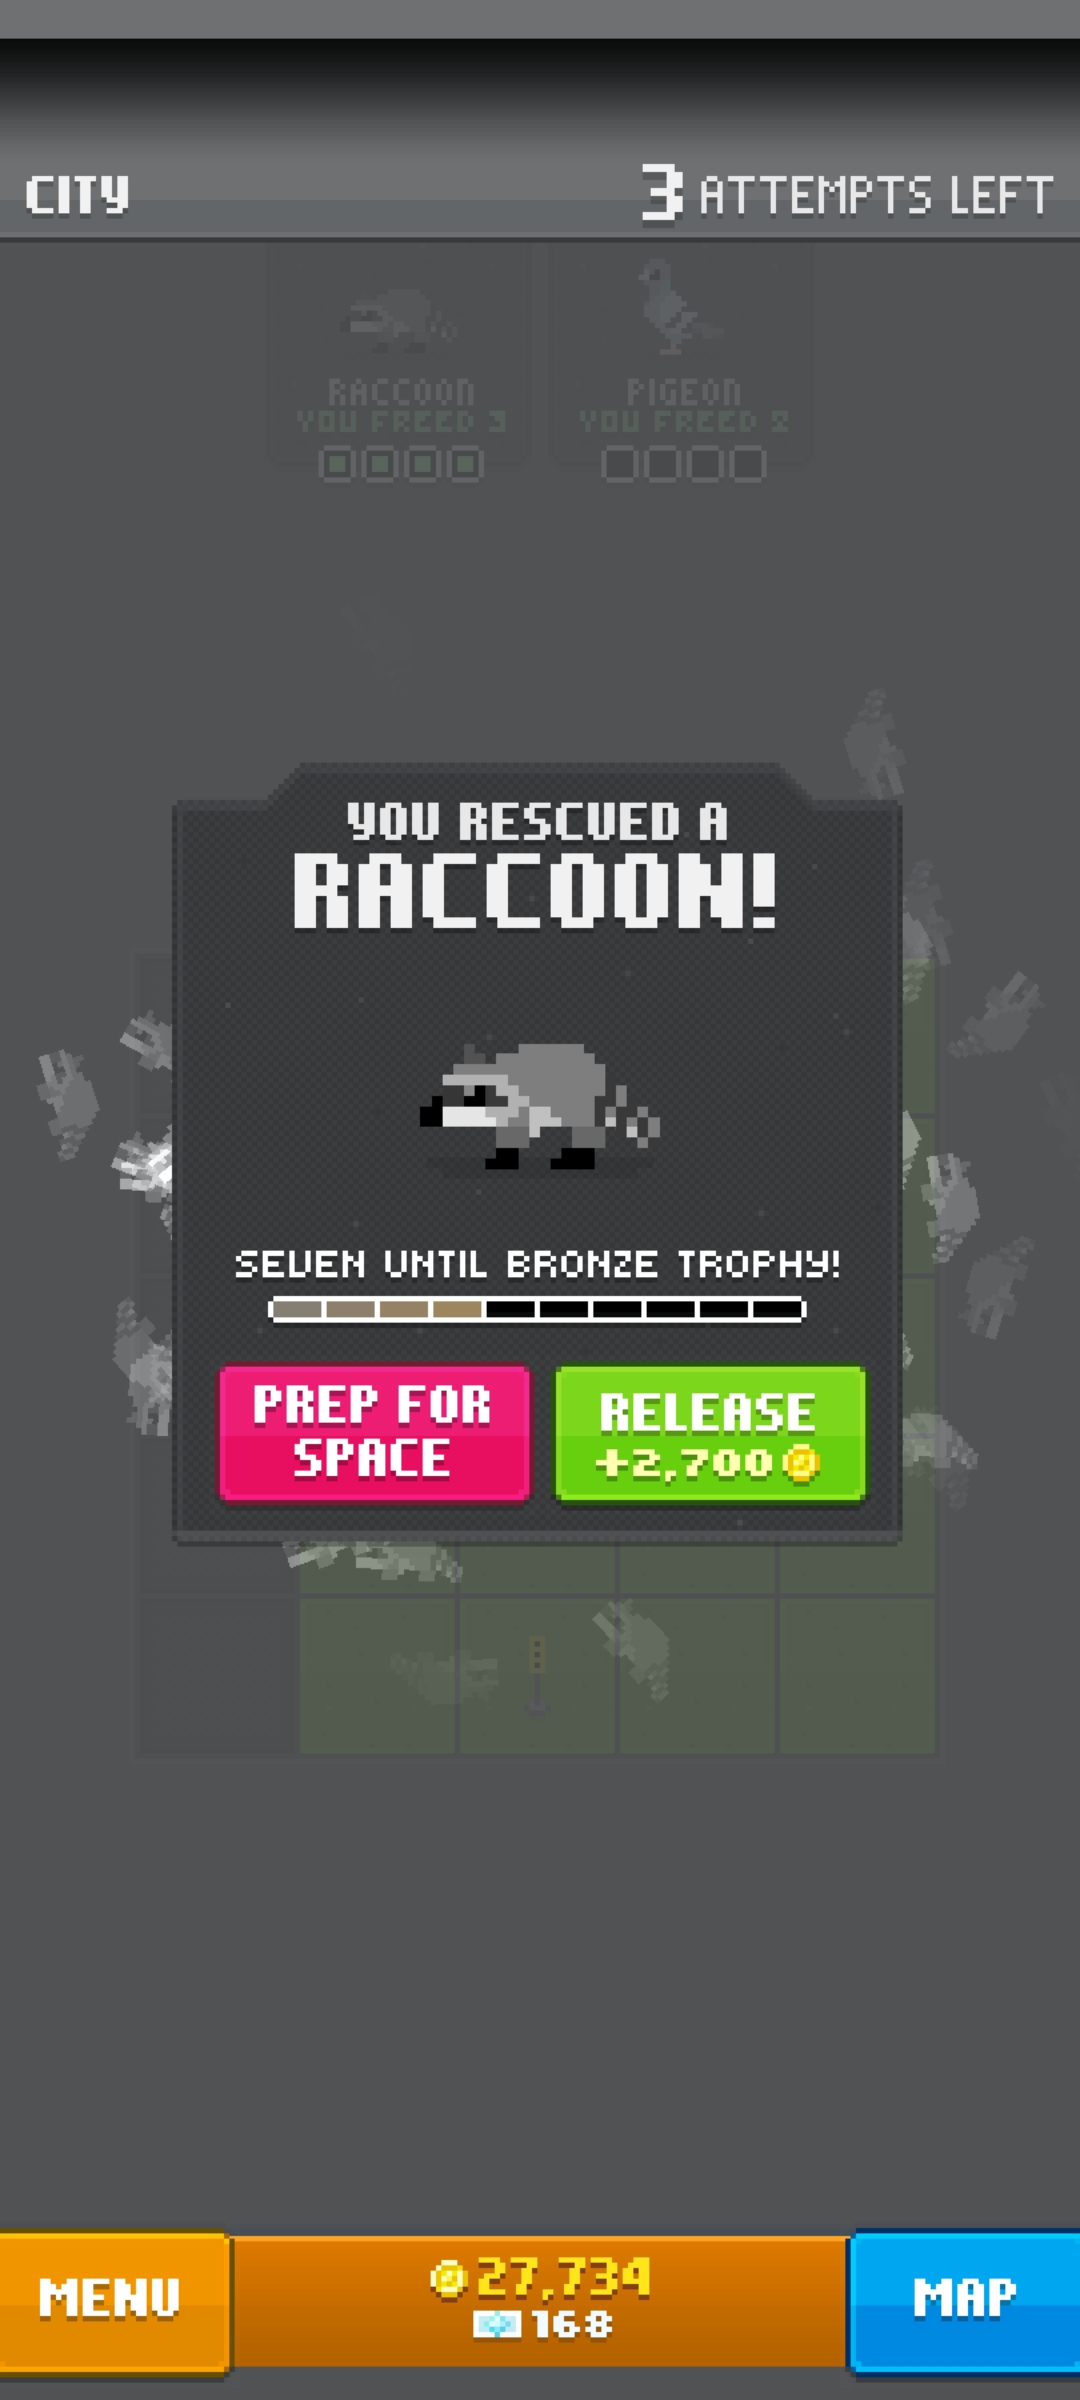 CITY
3 ATTEMPTS LEFT
RACCOON
YOU FREED 3
PIGEON
YOU FREED 2
YOU RESCUED A
RACCOON!
SEVEN UNTIL BRONZE TROPHY!
PREP FOR
SPACE
RELEASE
+2,700
MENU
27,734
168
MAP